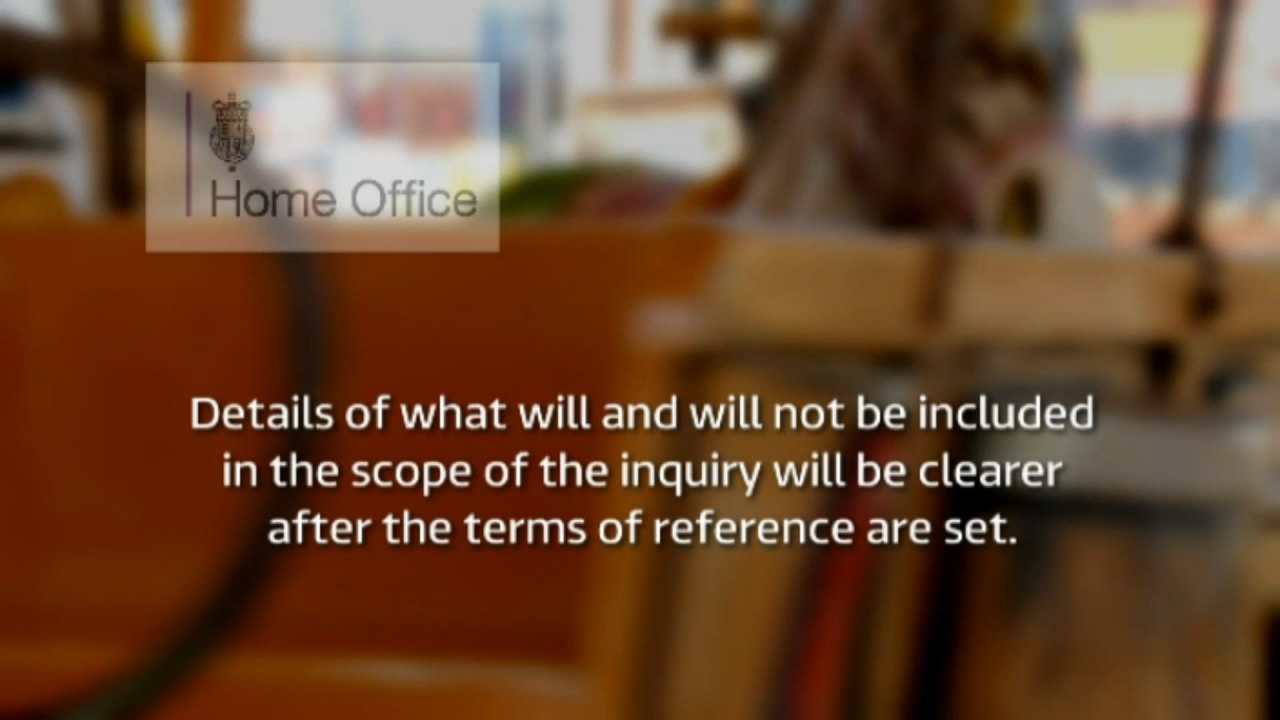 Home Office
Details of what will and will not be included
in the scope of the inquiry will be clearer
after the terms of reference are set.